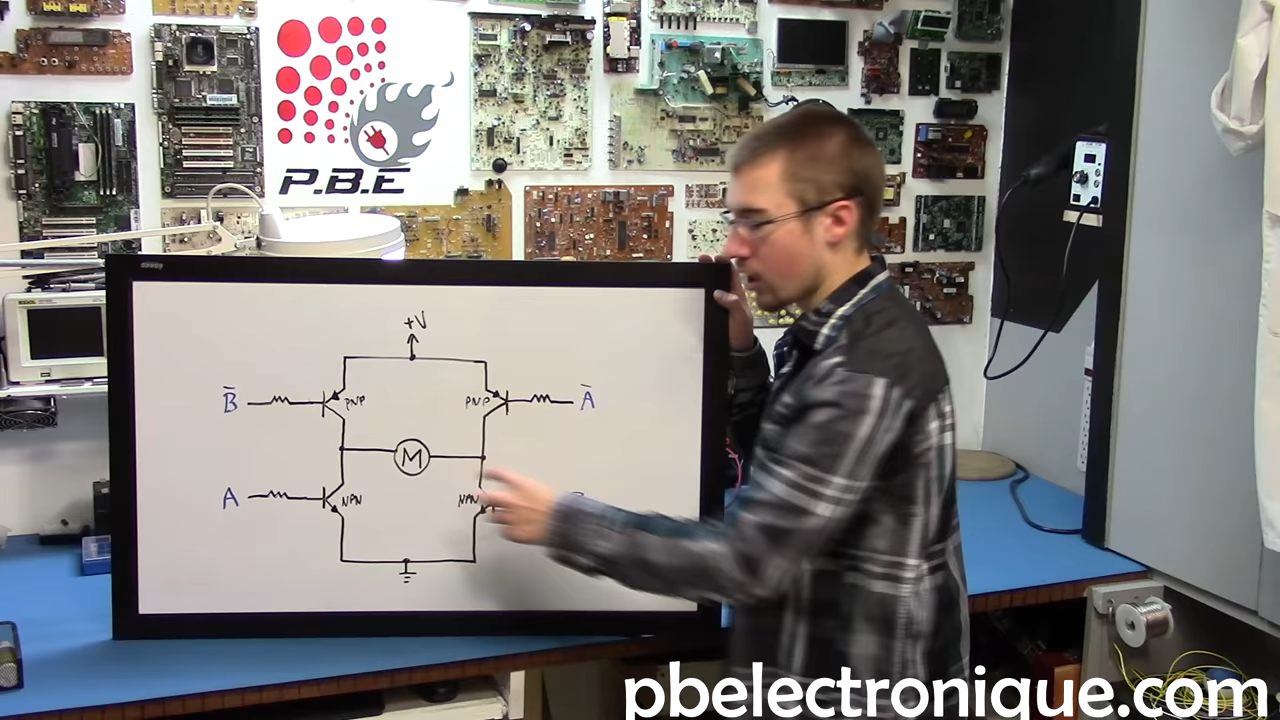 P.B.E
+V
B̅
PNP
PNP
A̅
M
A
NPN
NPN
pbelectronique.com